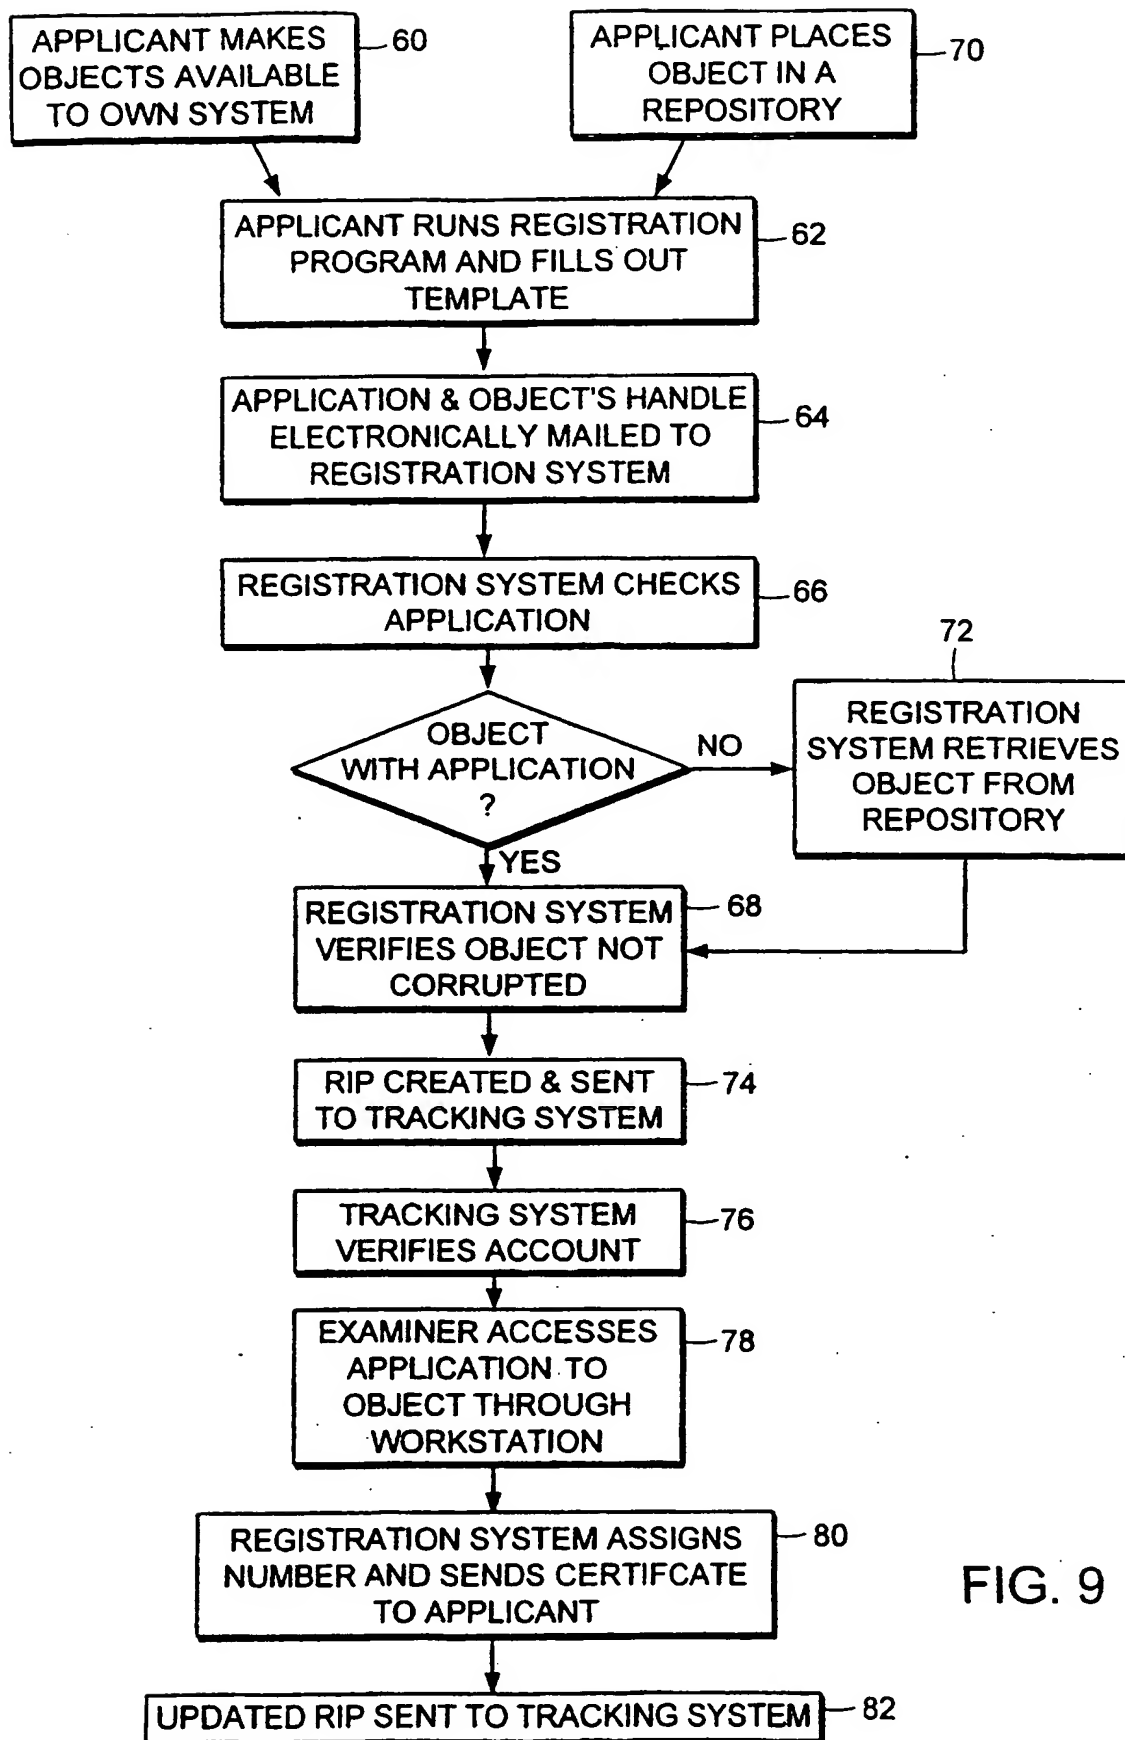 APPLICANT MAKES
OBJECTS AVAILABLE
TO OWN SYSTEM
60
APPLICANT PLACES
OBJECT IN A
REPOSITORY
70
APPLICANT RUNS REGISTRATION
PROGRAM AND FILLS OUT
TEMPLATE
62
APPLICATION & OBJECT'S HANDLE
ELECTRONICALLY MAILED TO
REGISTRATION SYSTEM
64
REGISTRATION SYSTEM CHECKS
APPLICATION
66
OBJECT
WITH APPLICATION
?
NO
72
REGISTRATION
SYSTEM RETRIEVES
OBJECT FROM
REPOSITORY
YES
REGISTRATION SYSTEM
VERIFIES OBJECT NOT
CORRUPTED
68
RIP CREATED & SENT
TO TRACKING SYSTEM
74
TRACKING SYSTEM
VERIFIES ACCOUNT
76
EXAMINER ACCESSES
APPLICATION TO
OBJECT THROUGH
WORKSTATION
78
REGISTRATION SYSTEM ASSIGNS
NUMBER AND SENDS CERTIFCATE
TO APPLICANT
80
FIG. 9
UPDATED RIP SENT TO TRACKING SYSTEM
82